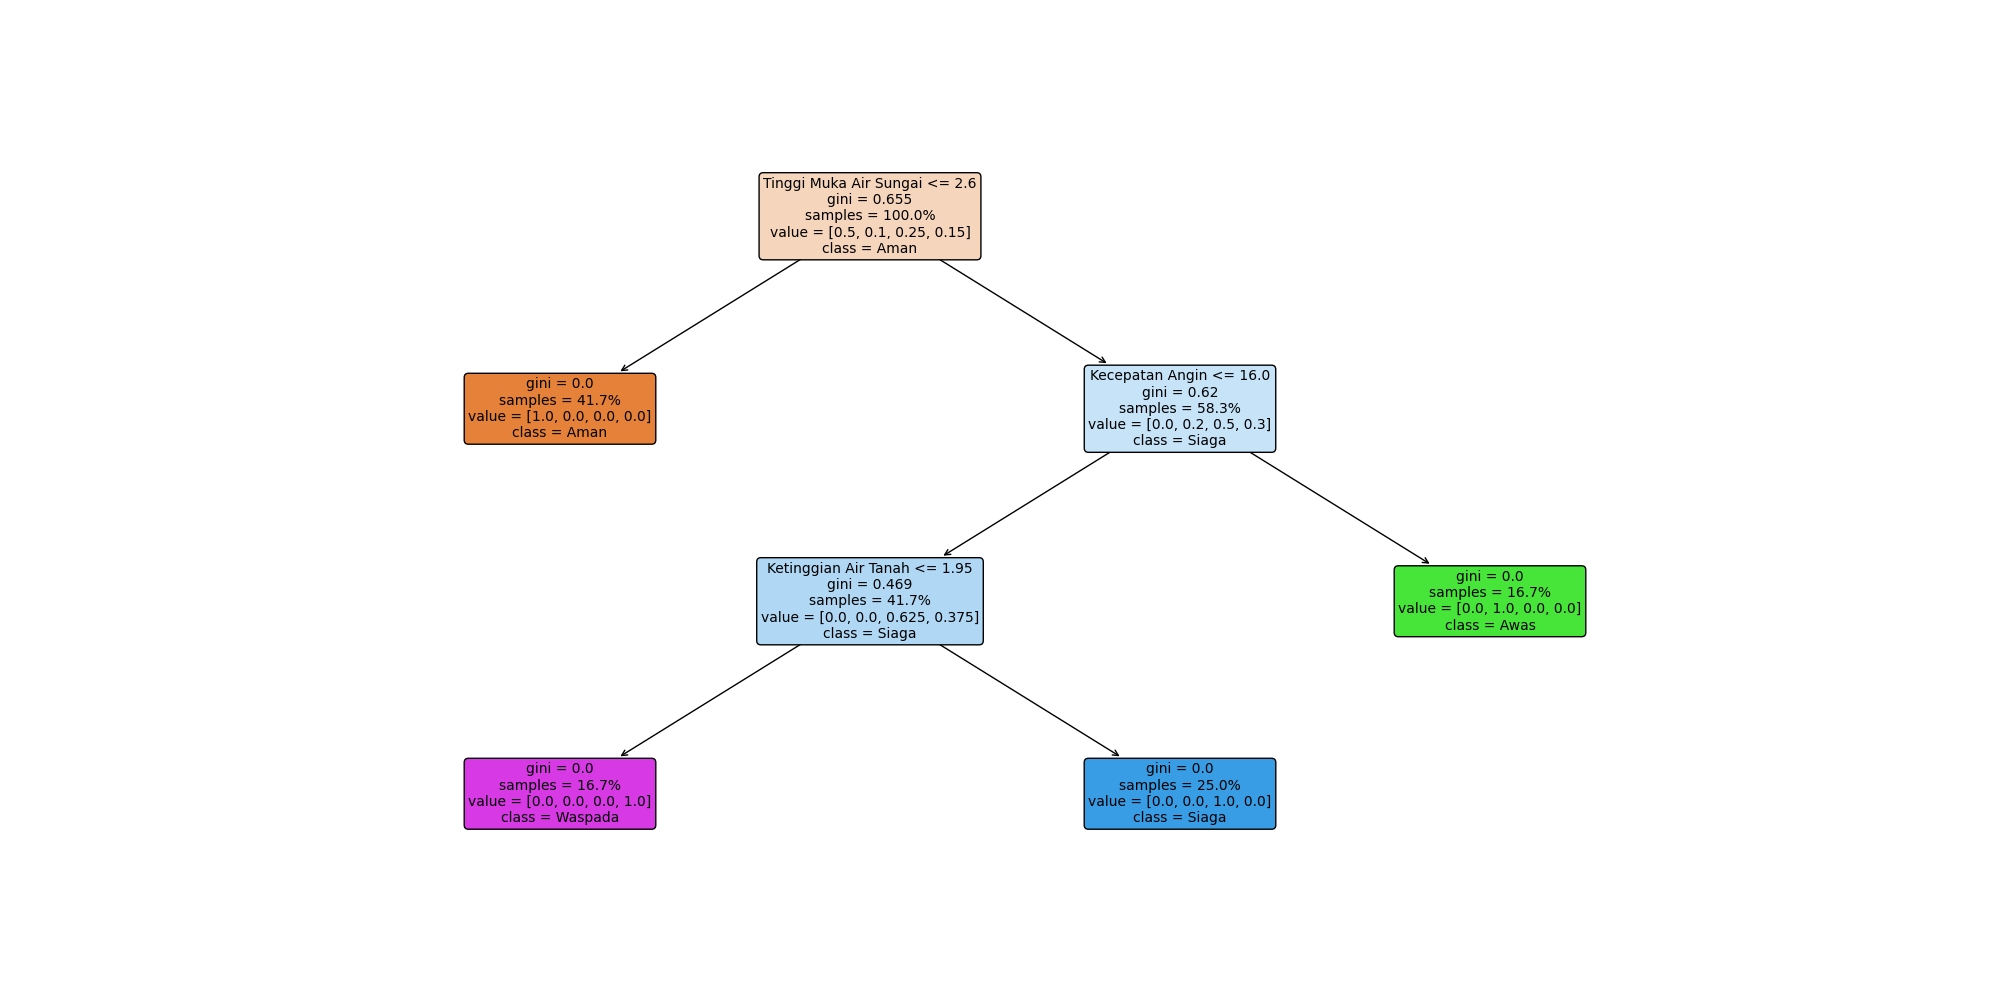 Tinggi Muka Air Sungai <= 2.6
gini = 0.655
samples = 100.0%
value = [0.5, 0.1, 0.25, 0.15]
class = Aman
gini = 0.0
samples = 41.7%
value = [1.0, 0.0, 0.0, 0.0]
class = Aman
Kecepatan Angin <= 16.0
gini = 0.62
samples = 58.3%
value = [0.0, 0.2, 0.5, 0.3]
class = Siaga
Ketinggian Air Tanah <= 1.95
gini = 0.469
samples = 41.7%
value = [0.0, 0.0, 0.625, 0.375]
class = Siaga
gini = 0.0
samples = 16.7%
value = [0.0, 1.0, 0.0, 0.0]
class = Awas
gini = 0.0
samples = 16.7%
value = [0.0, 0.0, 0.0, 1.0]
class = Waspada
gini = 0.0
samples = 25.0%
value = [0.0, 0.0, 1.0, 0.0]
class = Siaga